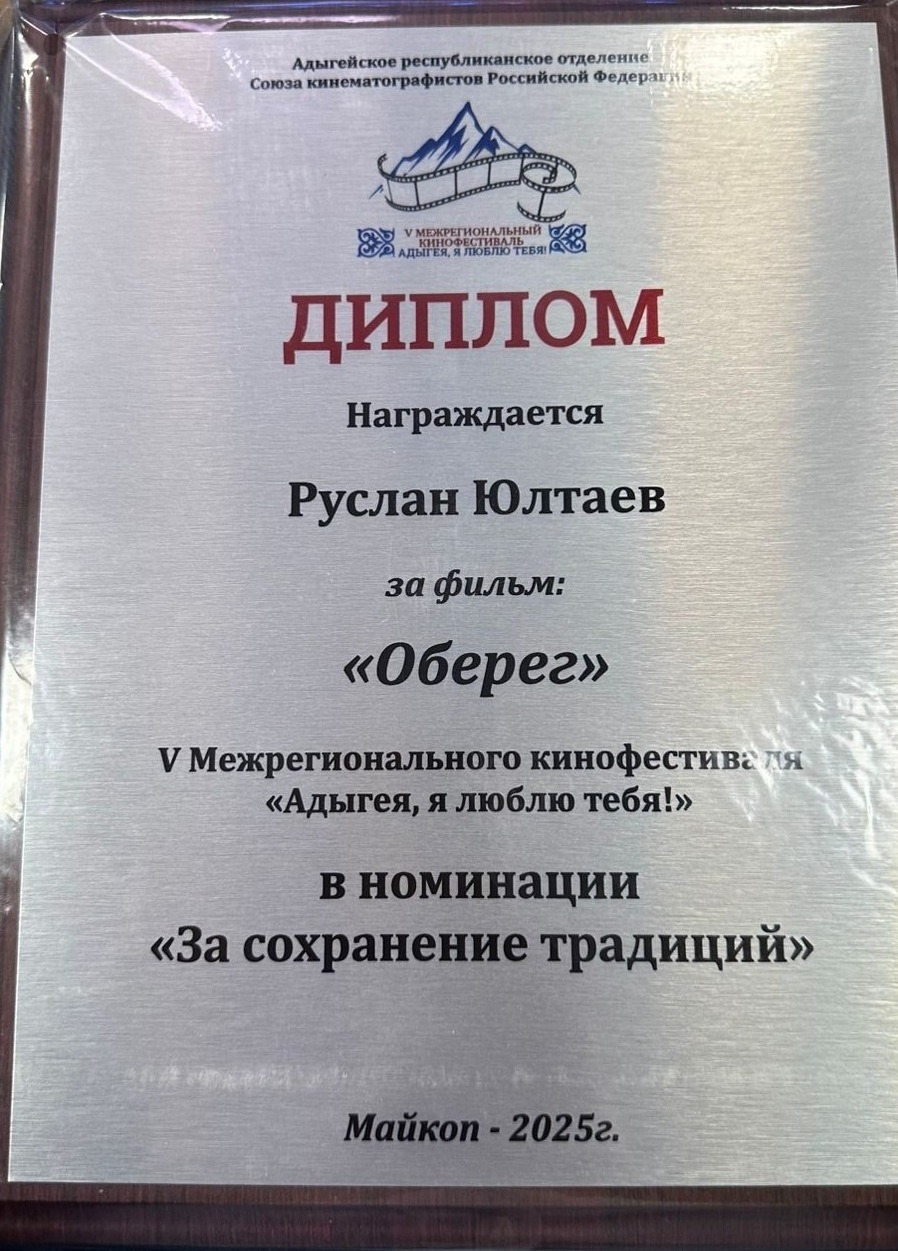 Адыгейское республиканское отделение
Союза кинематографистов Российской Федерации
V МЕЖРЕГИОНАЛЬНЫЙ
КИНОФЕСТИВАЛЬ
АДЫГЕЯ, Я ЛЮБЛЮ ТЕБЯ!
ДИПЛОМ
Награждается
Руслан Юлтаев
за фильм:
«Оберег»
V Межрегионального кинофестиваля
«Адыгея, я люблю тебя!»
в номинации
«За сохранение традиций»
Майкоп - 2025г.